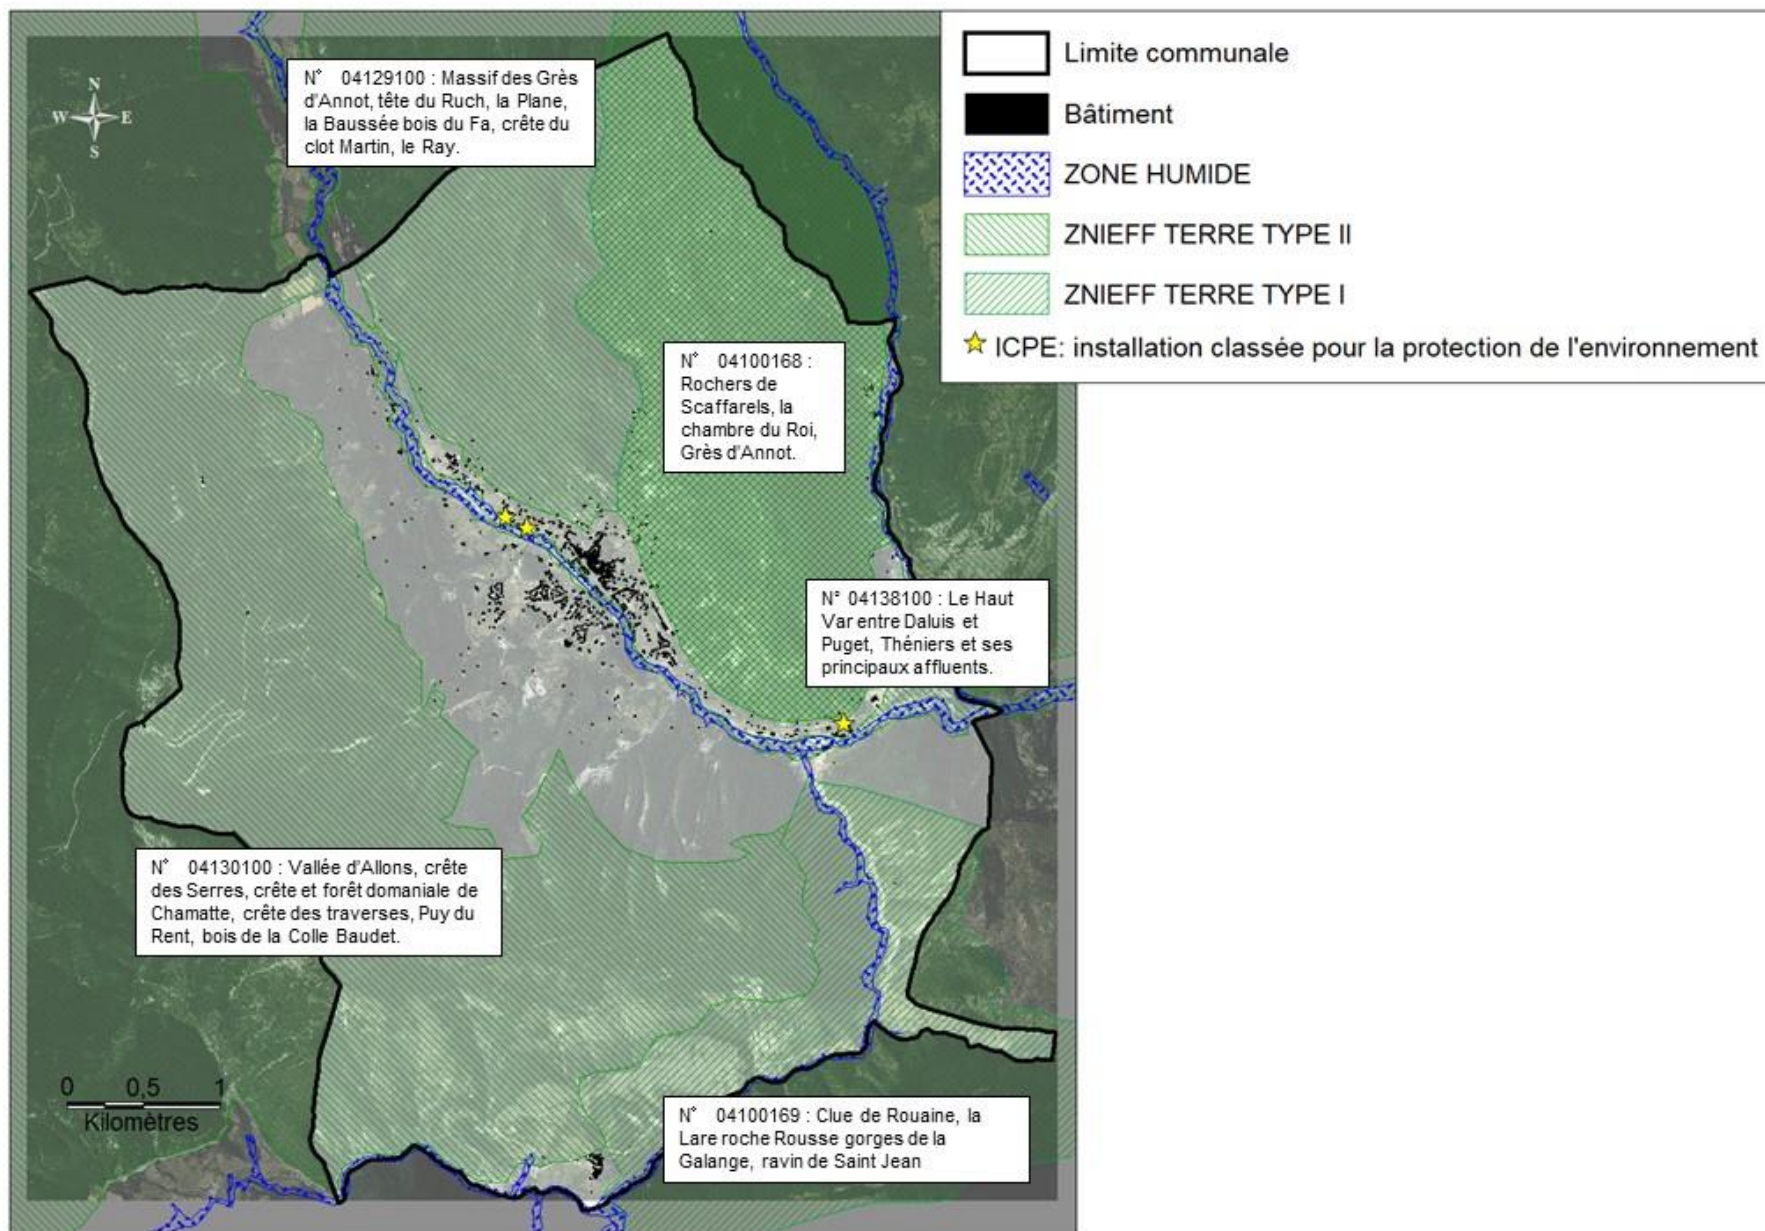 N° 04129100 : Massif des Grès
d'Annot, tête du Ruch, la Plane,
la Baussée bois du Fa, crête du
clot Martin, le Ray.
N
W E
S
Limite communale
Bâtiment
ZONE HUMIDE
ZNIEFF TERRE TYPE II
ZNIEFF TERRE TYPE I
ICPE: installation classée pour la protection de l'environnement
N° 04100168 :
Rochers de
Scaffarels, la
chambre du Roi,
Grès d'Annot.
N° 04138100 : Le Haut
Var entre Daluis et
Puget, Théniers et ses
principaux affluents.
N° 04130100 : Vallée d'Allons, crête
des Serres, crête et forêt domaniale de
Chamatte, crête des traverses, Puy du
Rent, bois de la Colle Baudet.
0 0,5 1
Kilomètres
N° 04100169 : Clue de Rouaine, la
Lare roche Rousse gorges de la
Galange, ravin de Saint Jean